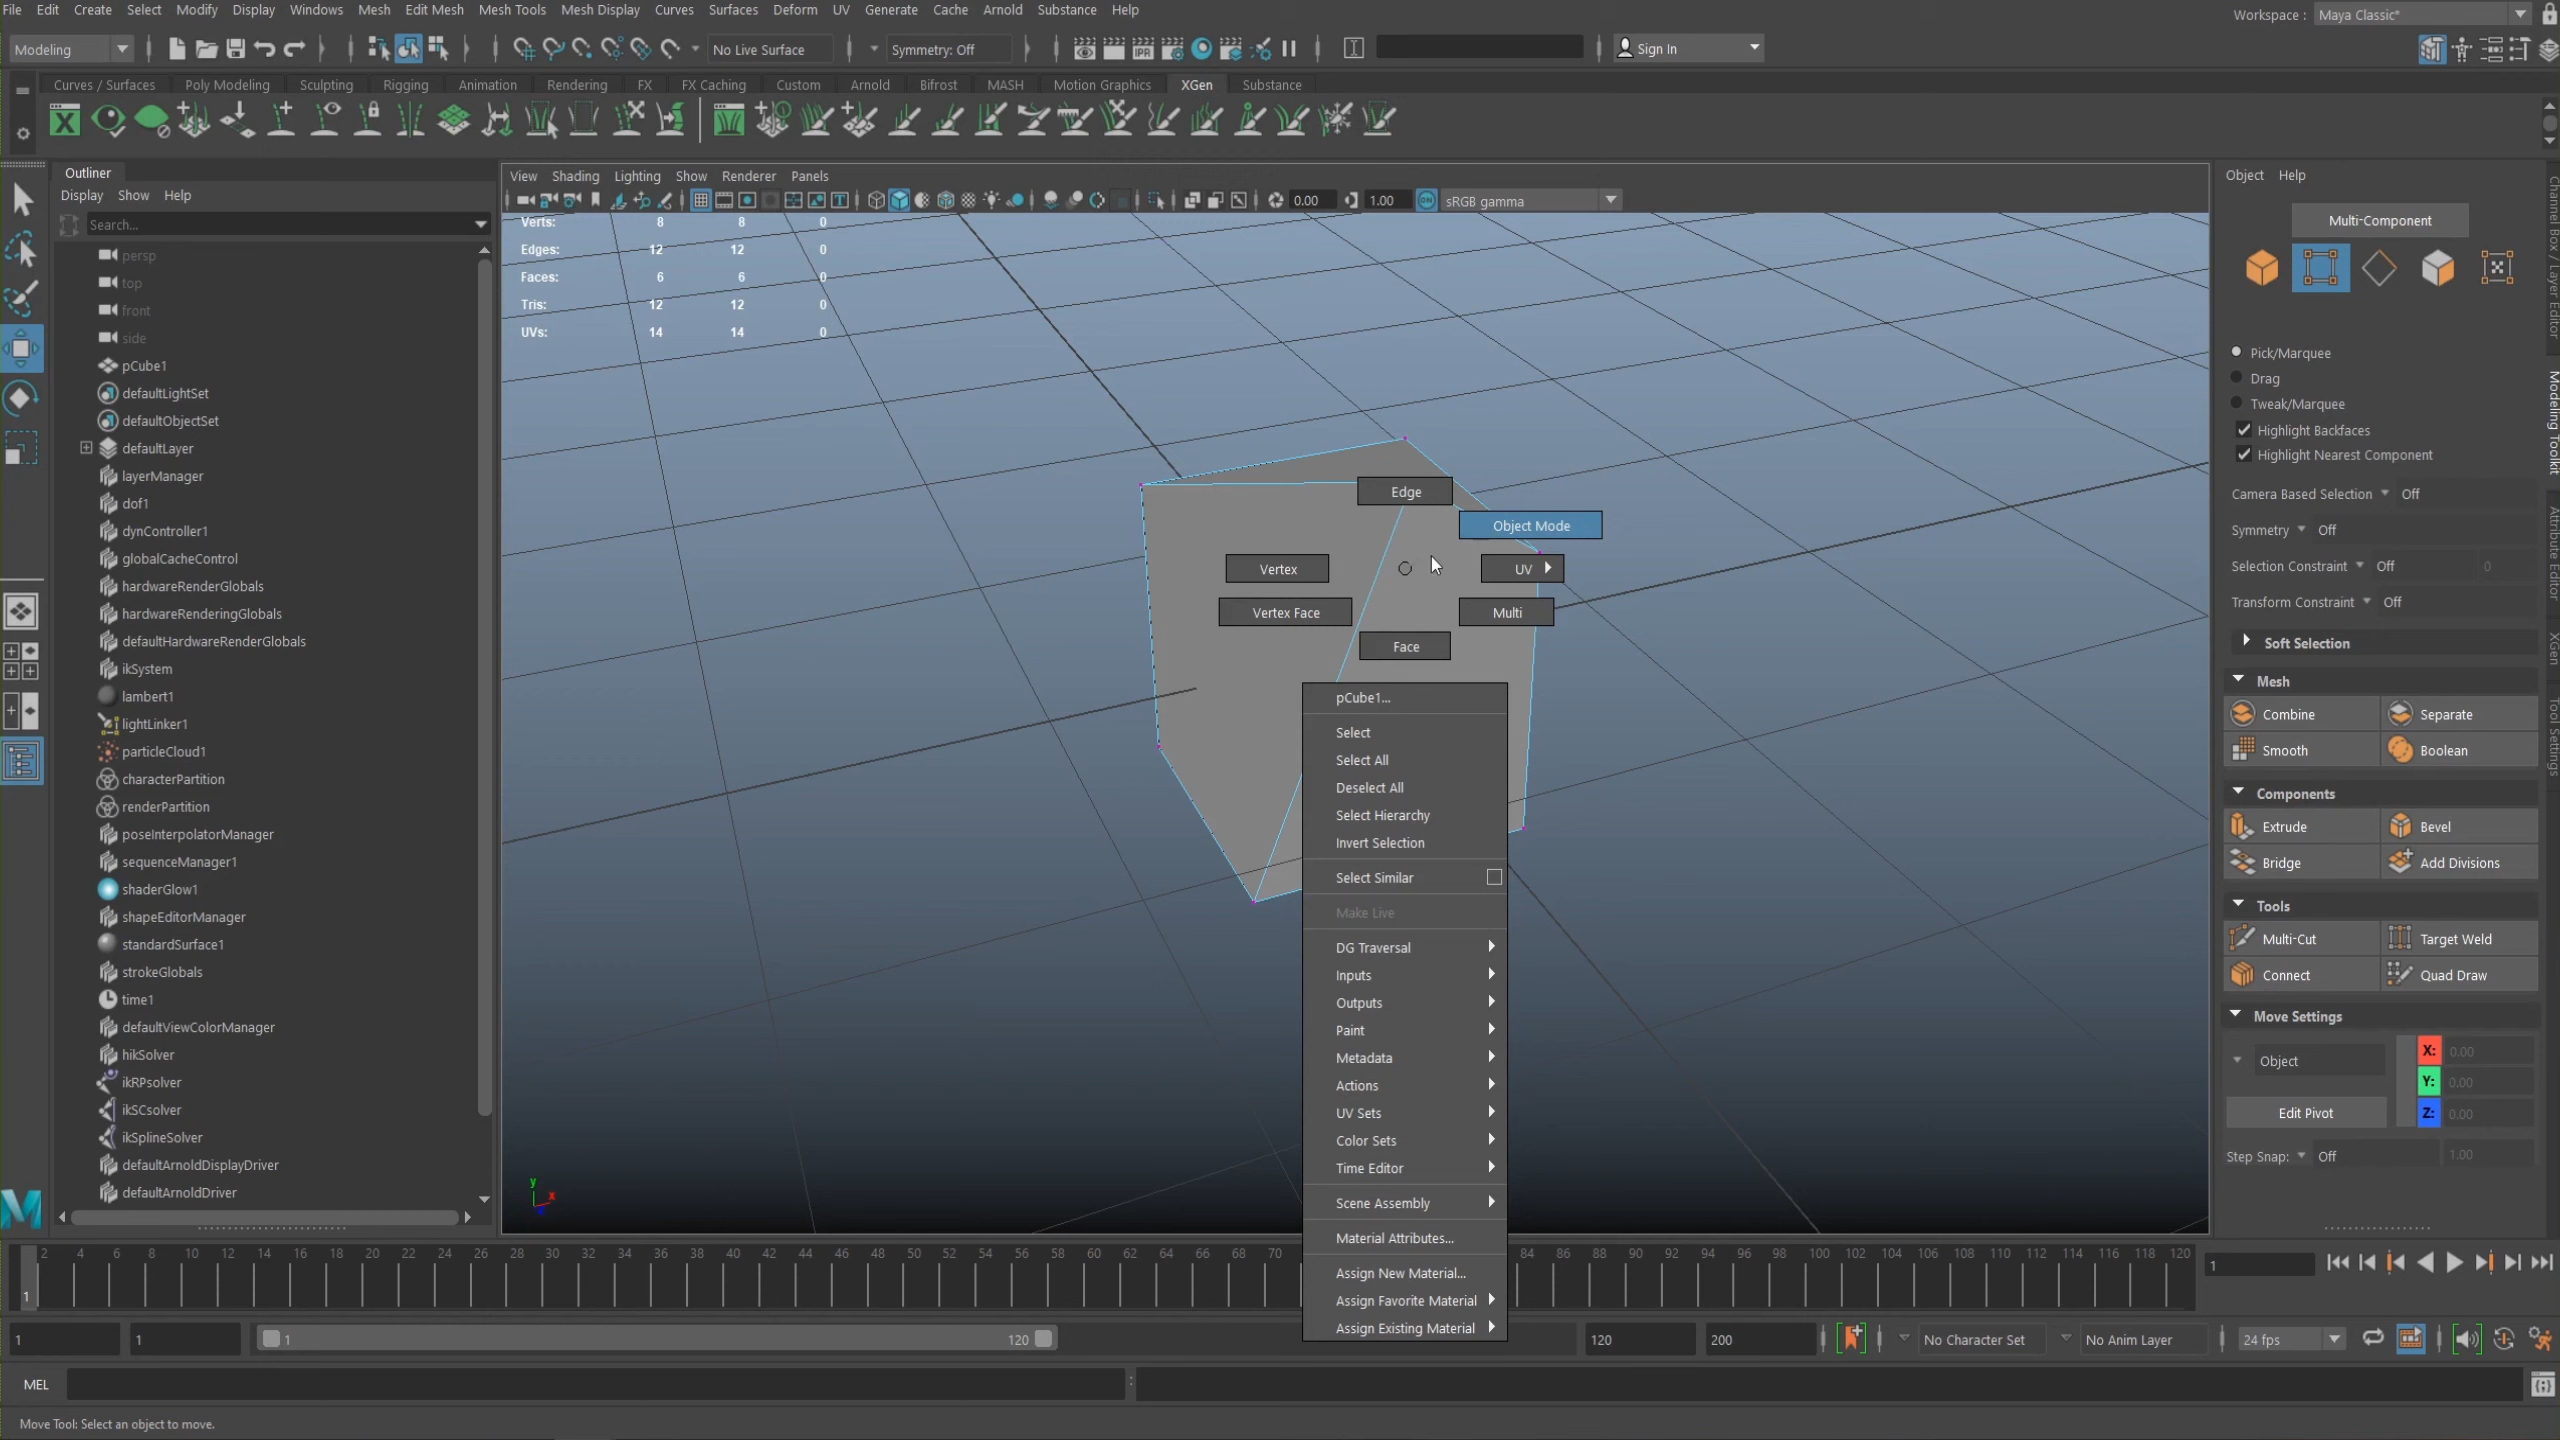 File Edit Create Select Modify Display Windows Mesh Edit Mesh Mesh Tools Mesh Display Curves Surfaces Deform UV Generate Cache Arnold Substance Help
Workspace : Maya Classic*
Modeling No Live Surface Symmetry: Off Sign In
Curves / Surfaces Poly Modeling Sculpting Rigging Animation Rendering FX FX Caching Custom Arnold Bifrost MASH Motion Graphics XGen Substance
Outliner
Display Show Help
Search...
persp
top
front
side
pCube1
defaultLightSet
defaultObjectSet
defaultLayer
layerManager
dof1
dynController1
globalCacheControl
hardwareRenderGlobals
hardwareRenderingGlobals
defaultHardwareRenderGlobals
ikSystem
lambert1
lightLinker1
particleCloud1
characterPartition
renderPartition
poseInterpolatorManager
sequenceManager1
shaderGlow1
shapeEditorManager
standardSurface1
strokeGlobals
time1
defaultViewColorManager
hikSolver
ikRPsolver
ikSCsolver
ikSplineSolver
defaultArnoldDisplayDriver
defaultArnoldDriver
View Shading Lighting Show Renderer Panels
0.00 1.00 ON sRGB gamma
Verts: 8 8 0
Edges: 12 12 0
Faces: 6 6 0
Tris: 12 12 0
UVs: 14 14 0
Edge
Object Mode
Vertex UV
Vertex Face Multi
Face
pCube1...
Select
Select All
Deselect All
Select Hierarchy
Invert Selection
Select Similar
Make Live
DG Traversal
Inputs
Outputs
Paint
Metadata
Actions
UV Sets
Color Sets
Time Editor
Scene Assembly
Material Attributes...
Assign New Material...
Assign Favorite Material
Assign Existing Material
y x
Object Help
Multi-Component
Pick/Marquee
Drag
Tweak/Marquee
Highlight Backfaces
Highlight Nearest Component
Camera Based Selection Off
Symmetry Off
Selection Constraint Off 0
Transform Constraint Off
Soft Selection
Mesh
Combine Separate
Smooth Boolean
Components
Extrude Bevel
Bridge Add Divisions
Tools
Multi-Cut Target Weld
Connect Quad Draw
Move Settings
Object X: 0.00
Y: 0.00
Edit Pivot Z: 0.00
Step Snap: Off 1.00
Channel Box / Layer Editor
Modeling Toolkit
Attribute Editor
XGen
Tool Settings
2 4 6 8 10 12 14 16 18 20 22 24 26 28 30 32 34 36 38 40 42 44 46 48 50 52 54 56 58 60 62 64 66 68 70 84 86 88 90 92 94 96 98 100 102 104 106 108 110 112 114 116 118 120
1
1
1 1 1 120 120 200 No Character Set No Anim Layer 24 fps
MEL
Move Tool: Select an object to move.